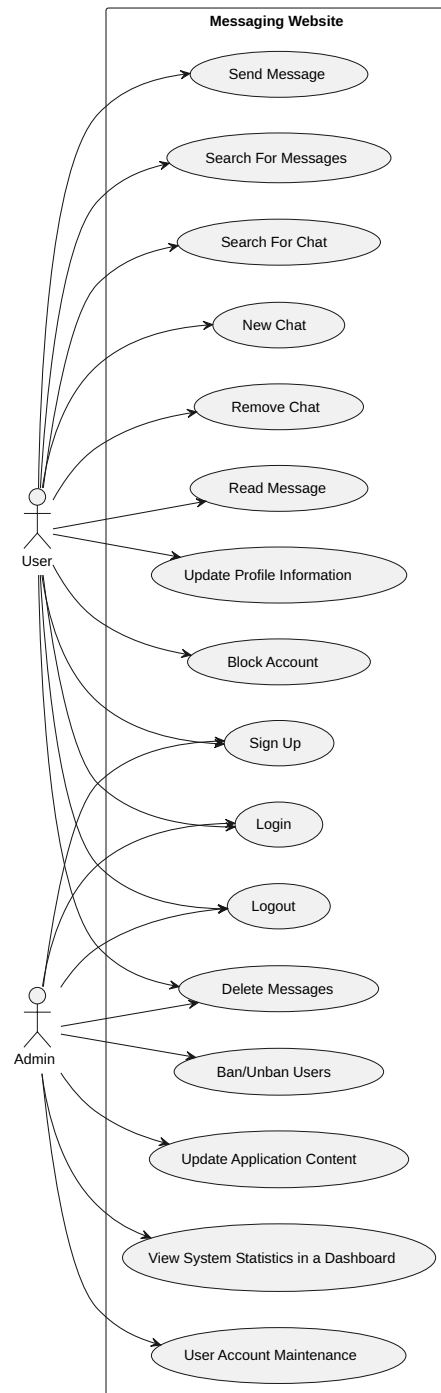 Messaging Website
Send Message
Search For Messages
Search For Chat
New Chat
Remove Chat
Read Message
User
Update Profile Information
Block Account
Sign Up
Login
Logout
Delete Messages
Admin
Ban/Unban Users
Update Application Content
View System Statistics in a Dashboard
User Account Maintenance